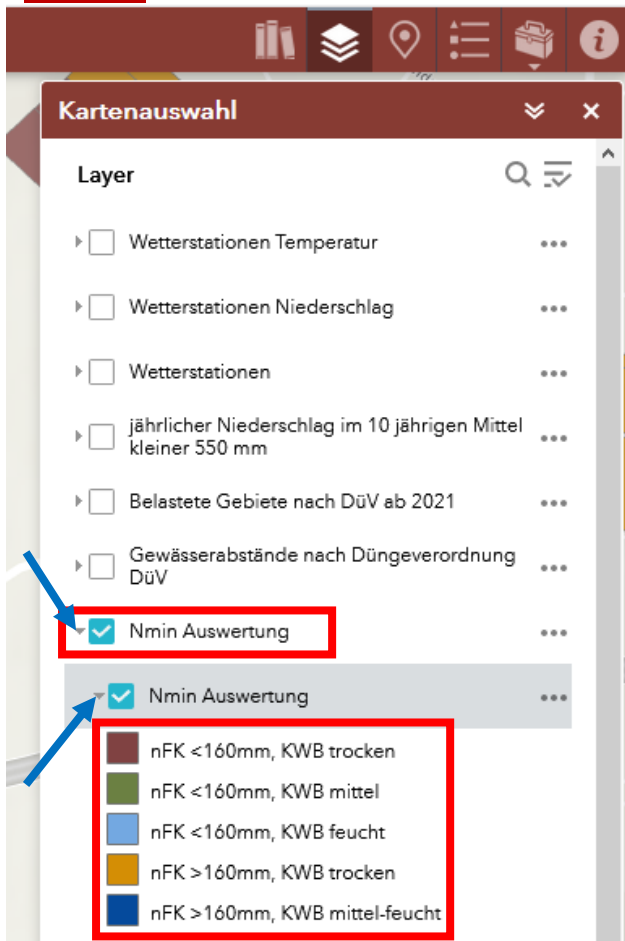 Kartenauswahl
Layer
Wetterstationen Temperatur
Wetterstationen Niederschlag
Wetterstationen
jährlicher Niederschlag im 10 jährigen Mittel
kleiner 550 mm
Belastete Gebiete nach DüV ab 2021
Gewässerabstände nach Düngeverordnung
DüV
Nmin Auswertung
Nmin Auswertung
nFK <160mm, KWB trocken
nFK <160mm, KWB mittel
nFK <160mm, KWB feucht
nFK >160mm, KWB trocken
nFK >160mm, KWB mittel-feucht